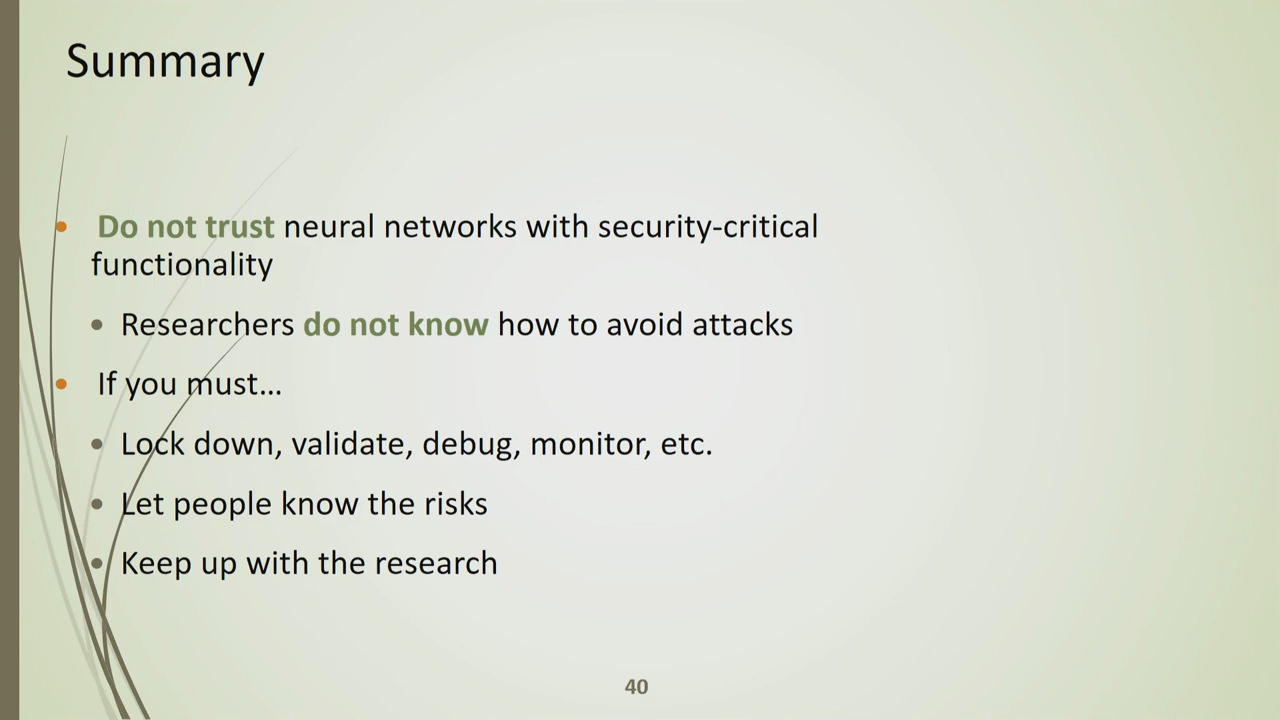 Summary
Do not trust neural networks with security-critical
functionality
Researchers do not know how to avoid attacks
If you must...
Lock down, validate, debug, monitor, etc.
Let people know the risks
Keep up with the research
40